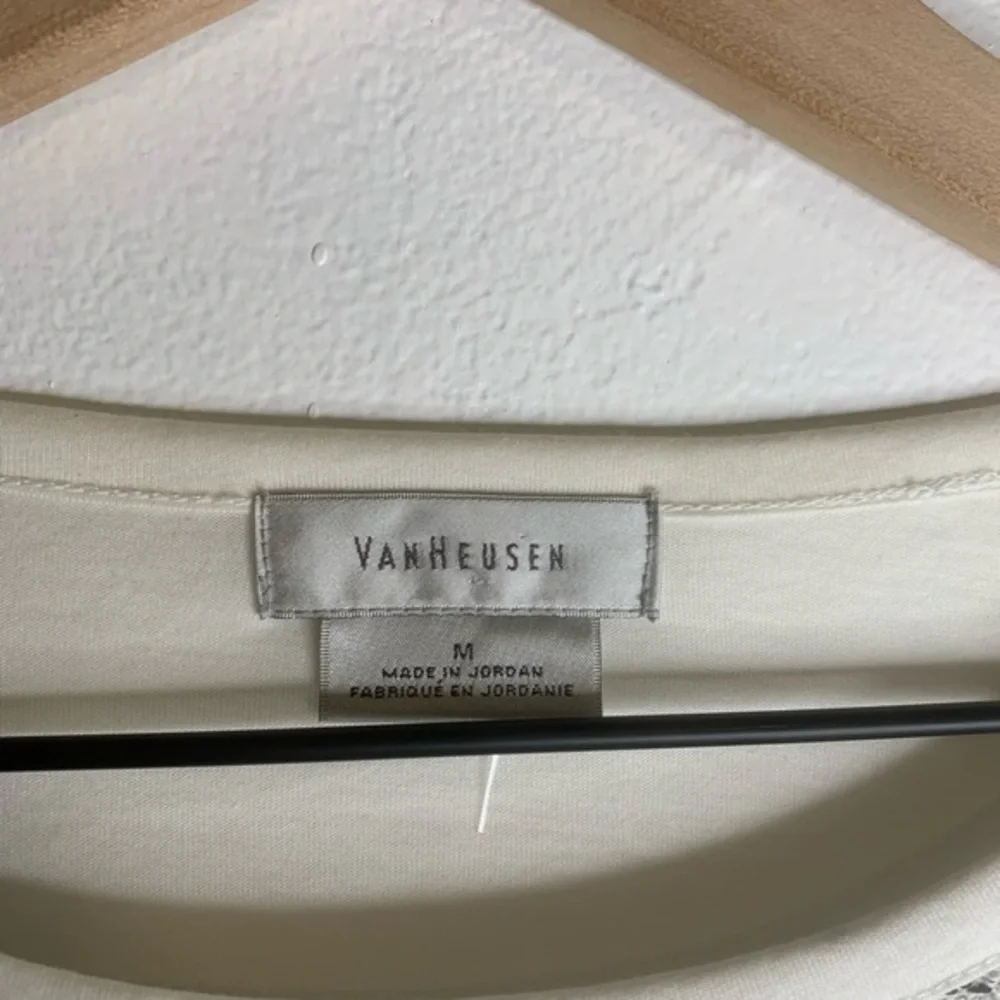 VANHEUSEN
M
MADE IN JORDAN
FABRIQUÉ EN JORDANIE